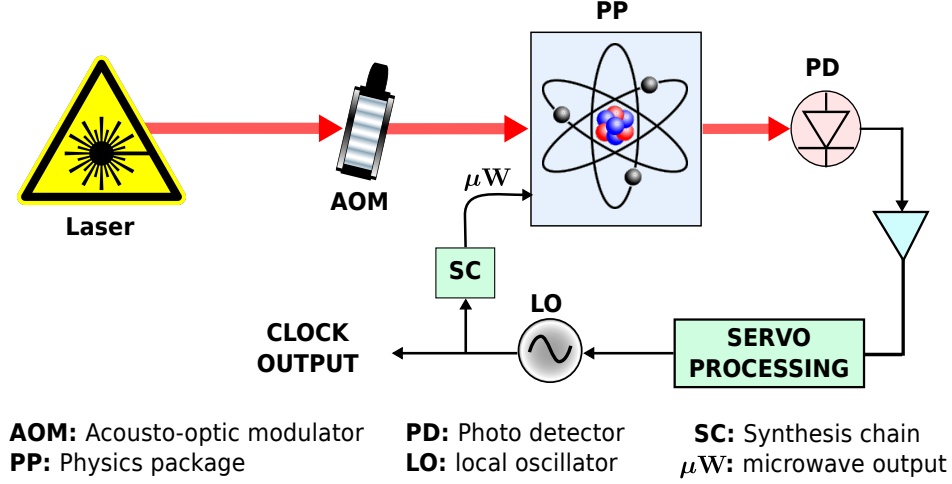 PP
PD
Laser
AOM
μW
SC
LO
CLOCK
OUTPUT
SERVO
PROCESSING
AOM: Acousto-optic modulator
PD: Photo detector
SC: Synthesis chain
PP: Physics package
LO: local oscillator
μW: microwave output